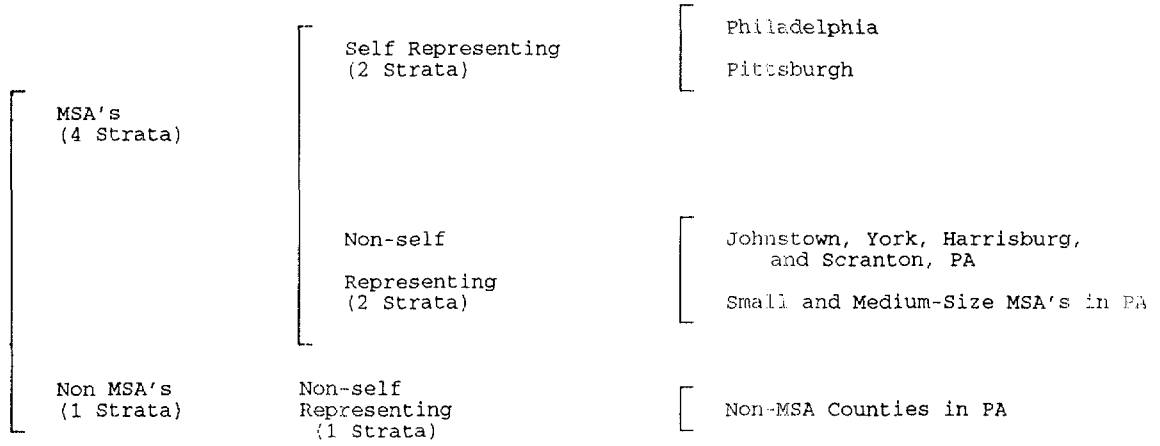 Self Representing
(2 Strata)
Philadelphia
Pittsburgh
MSA's
(4 Strata)
Non-self
Representing
(2 Strata)
Johnstown, York, Harrisburg,
and Scranton, PA
Small and Medium-Size MSA's in PA
Non MSA's
(1 Strata)
Non-self
Representing
(1 Strata)
Non-MSA Counties in PA